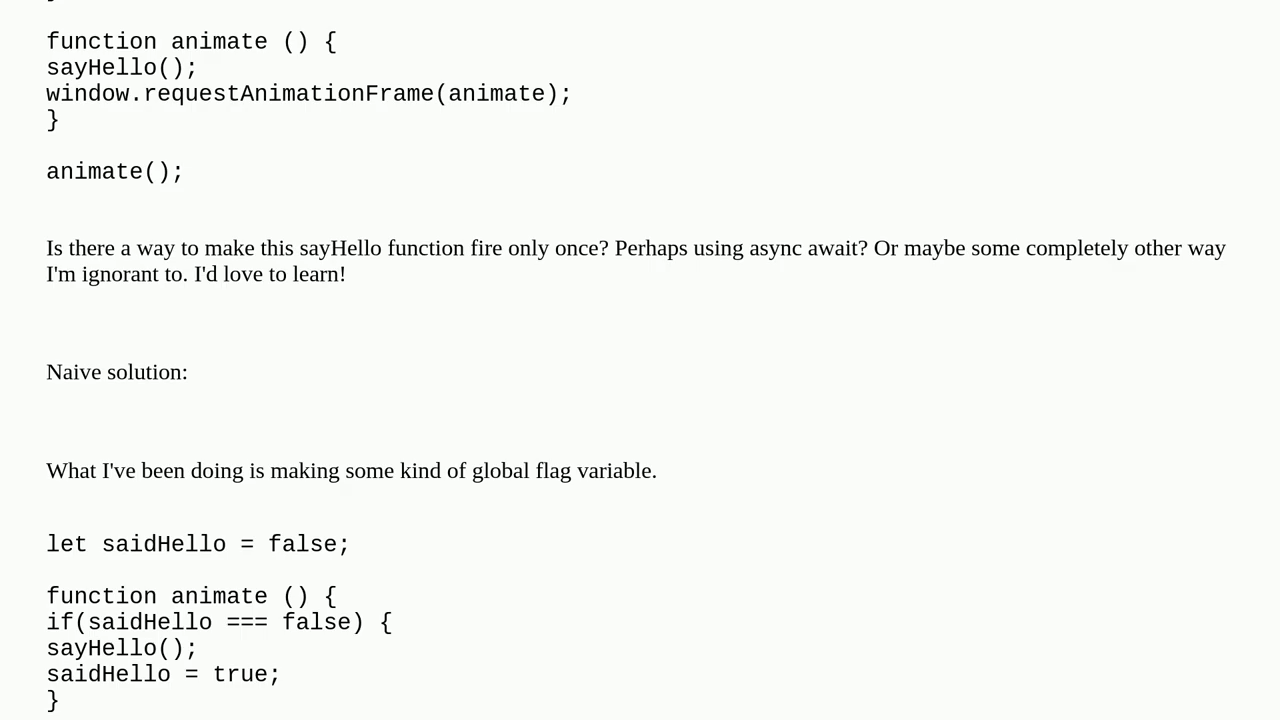 function animate () {
sayHello();
window.requestAnimationFrame(animate);
}
animate();
Is there a way to make this sayHello function fire only once? Perhaps using async await? Or maybe some completely other way
I'm ignorant to. I'd love to learn!
Naive solution:
What I've been doing is making some kind of global flag variable.
let saidHello = false;
function animate () {
if(saidHello === false) {
sayHello();
saidHello = true;
}